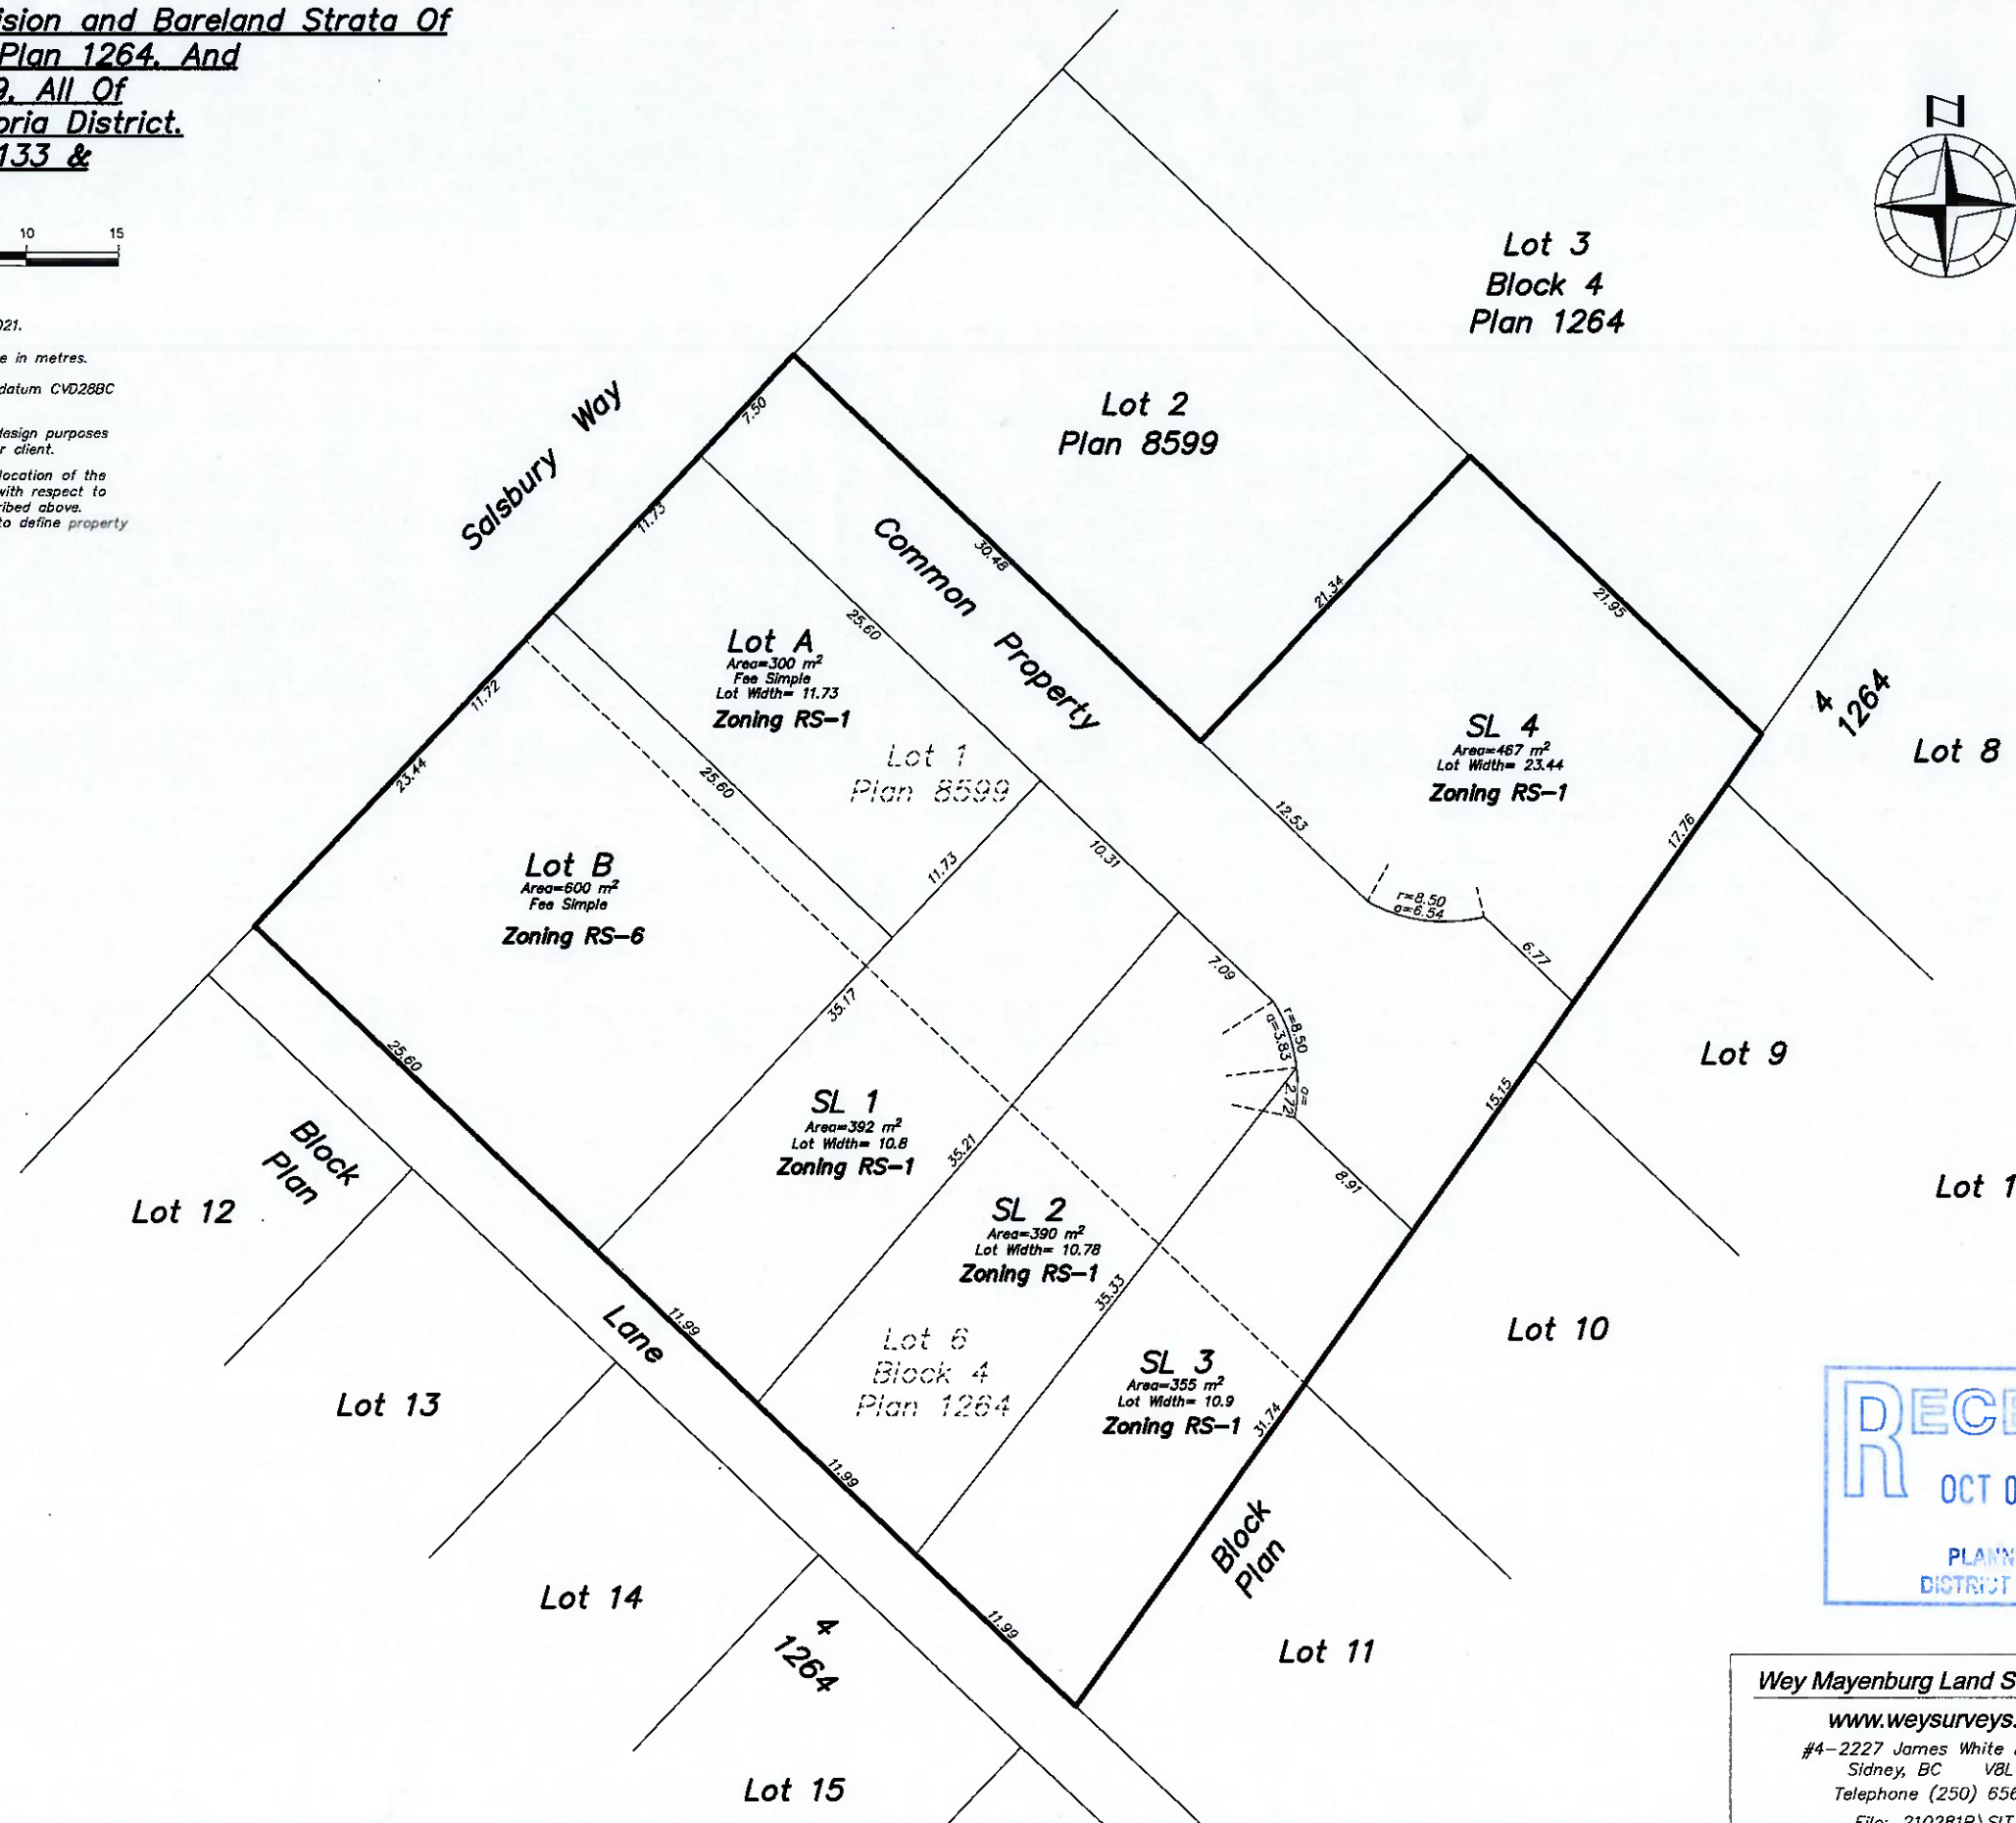 ision and Bareland Strata Of
Plan 1264, And
9, All Of
oria District.
133 &
10 15
021.
e in metres.
datum CVD28BC
design purposes
r client.
location of the
with respect to
ribed above.
to define property
N
Lot 3
Block 4
Plan 1264
Lot 2
Plan 8599
Salsbury Way
7.50
11.73
11.72
23.44
30.48
21.34
21.95
Common Property
25.60
Lot A
Area=300 m²
Fee Simple
Lot Width= 11.73
Zoning RS-1
Lot 1
Plan 8599
25.60
11.73
10.31
12.53
SL 4
Area=467 m²
Lot Width= 23.44
Zoning RS-1
4
1264
Lot 8
17.76
r=8.50
a=6.54
6.77
Lot B
Area=600 m²
Fee Simple
Zoning RS-6
7.09
r=8.50
a=3.83
a=
2.72
35.17
25.60
15.15
Lot 9
Block
Plan
SL 1
Area=392 m²
Lot Width= 10.8
Zoning RS-1
35.21
8.91
Lot 1
Lot 12
SL 2
Area=390 m²
Lot Width= 10.78
Zoning RS-1
35.33
Lot 10
Lane
11.99
Lot 6
Block 4
Plan 1264
SL 3
Area=355 m²
Lot Width= 10.9
Zoning RS-1
31.74
Lot 13
11.99
Block
Plan
RECE
OCT 0
PLANN
DISTRICT
Lot 14
11.99
4
1264
Lot 11
Lot 15
Wey Mayenburg Land S
www.weysurveys.
#4-2227 James White
Sidney, BC V8L
Telephone (250) 656
File: 210281B\SIT